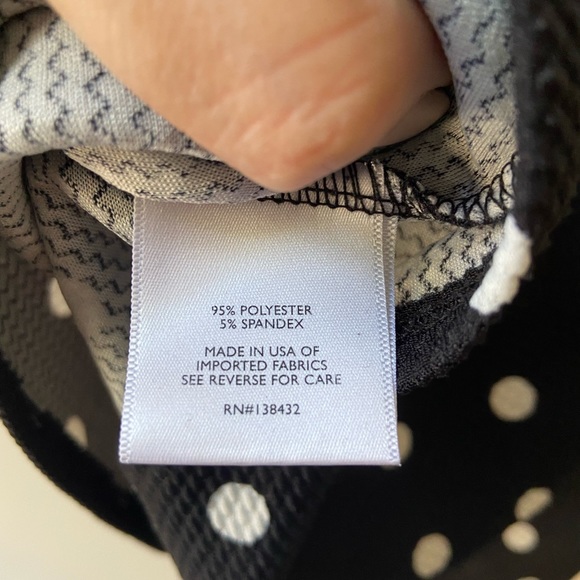 95% POLYESTER
5% SPANDEX
MADE IN USA OF
IMPORTED FABRICS
SEE REVERSE FOR CARE
RN#138432